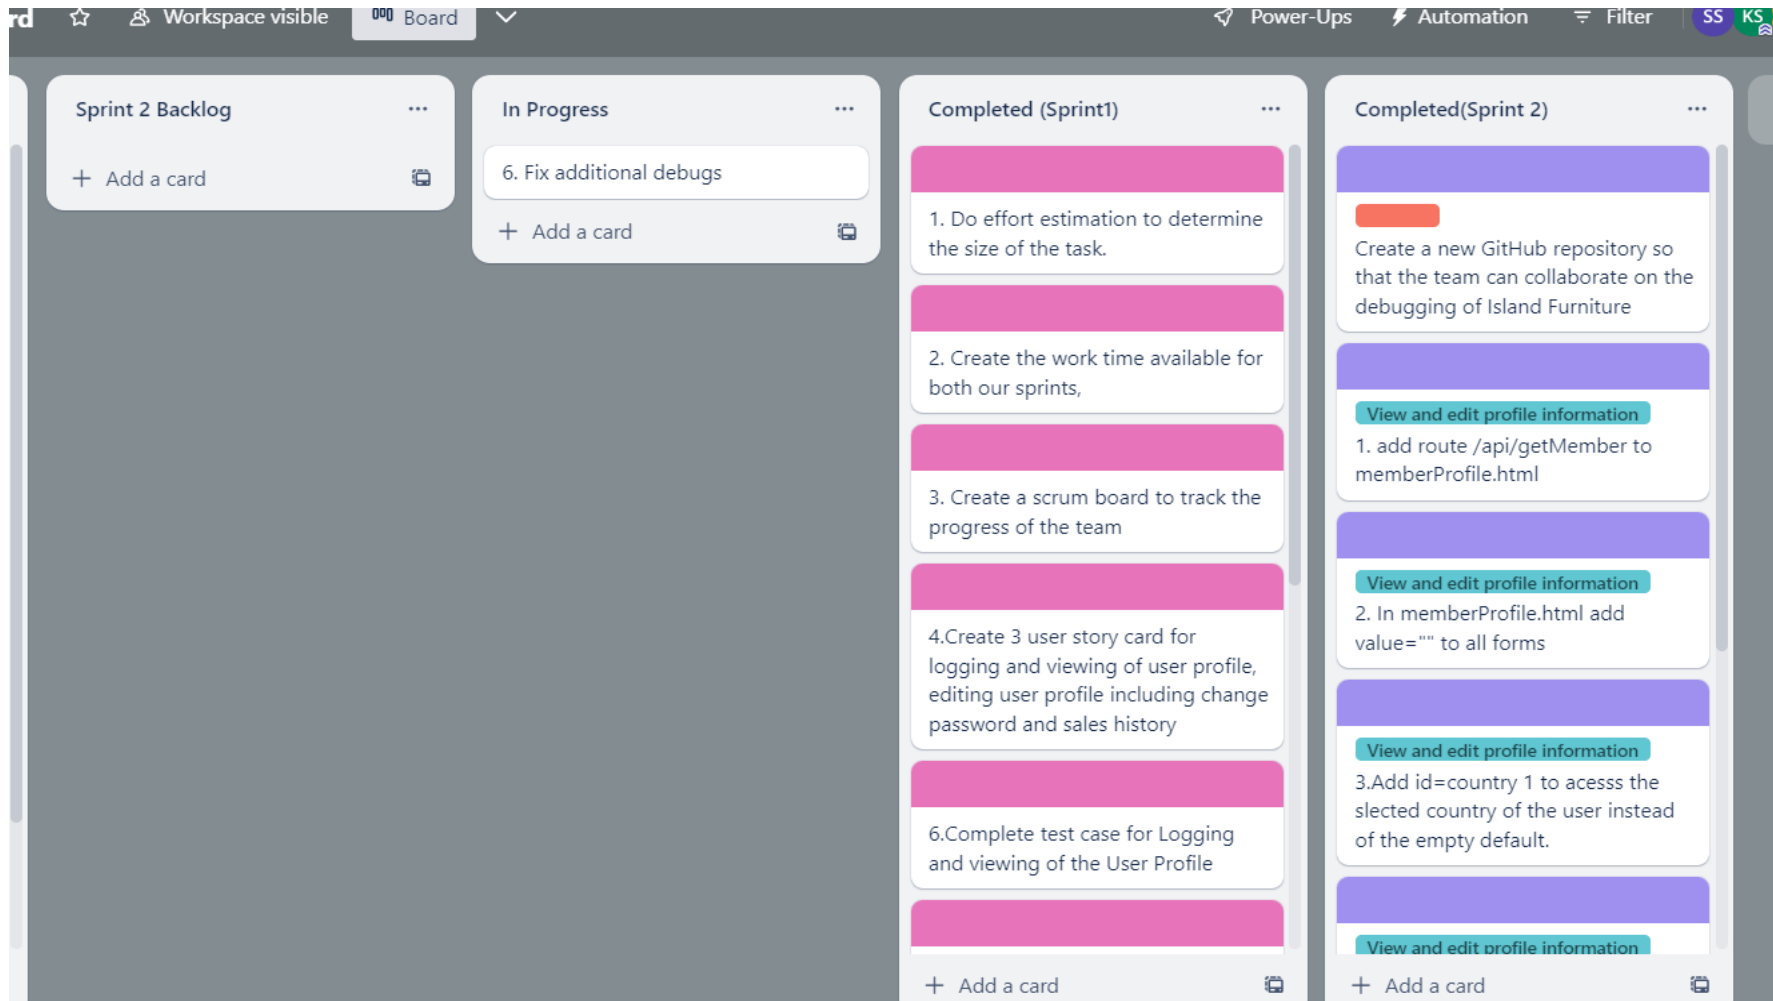 rd
Workspace visible
Board
Power-Ups
Automation
Filter
SS
KS
Sprint 2 Backlog
Add a card
In Progress
6. Fix additional debugs
Add a card
Completed (Sprint1)
1. Do effort estimation to determine
the size of the task.
2. Create the work time available for
both our sprints,
3. Create a scrum board to track the
progress of the team
4.Create 3 user story card for
logging and viewing of user profile,
editing user profile including change
password and sales history
6.Complete test case for Logging
and viewing of the User Profile
Add a card
Completed(Sprint 2)
Create a new GitHub repository so
that the team can collaborate on the
debugging of Island Furniture
View and edit profile information
1. add route /api/getMember to
memberProfile.html
View and edit profile information
2. In memberProfile.html add
value="" to all forms
View and edit profile information
3.Add id=country 1 to acesss the
slected country of the user instead
of the empty default.
View and edit profile information
Add a card